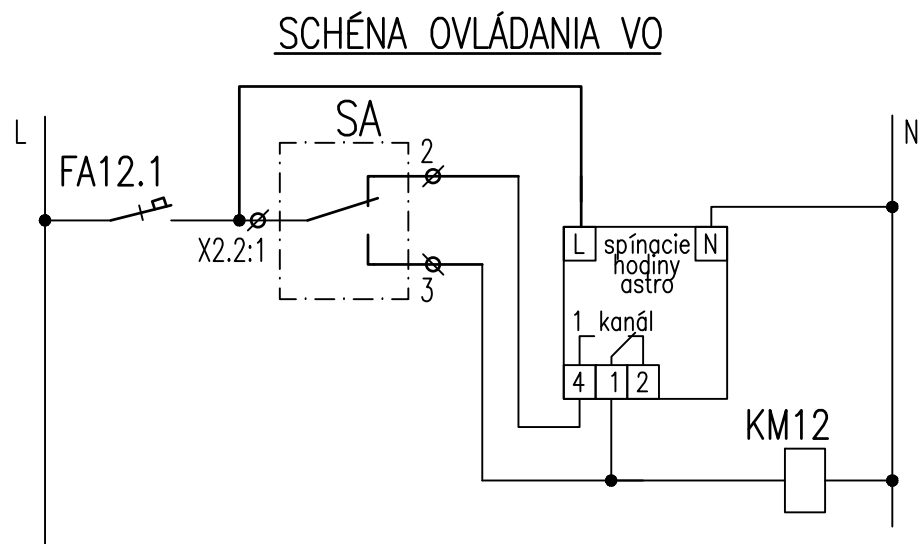 SCHÉNA OVLÁDANIA VO
L
SA
N
FA12.1
2
X2.2:1
3
L
spínacie
hodiny
astro
N
1 kanál
4
1
2
KM12